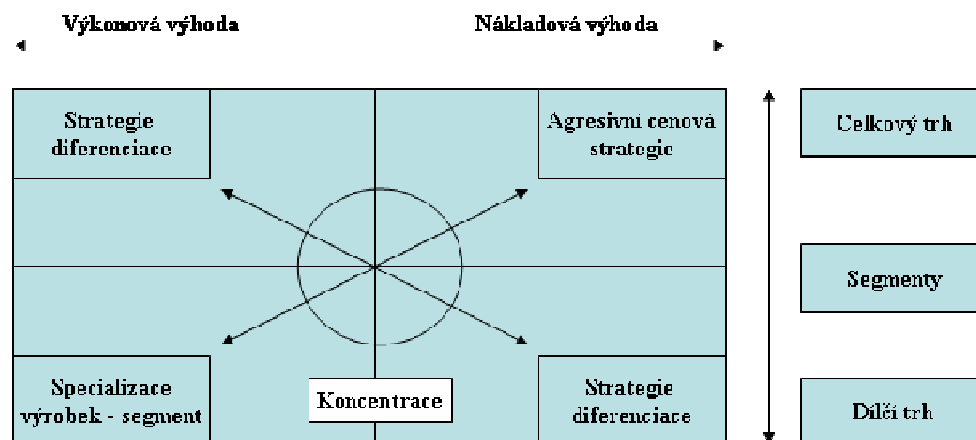 Výkonová výhoda
Nákladová výhoda
Strategie
diferenciace
Agresivní cenová
strategie
Celkový trh
Segmenty
Specializace
výrobek - segment
Koncentrace
Strategie
diferenciace
Dílčí trh